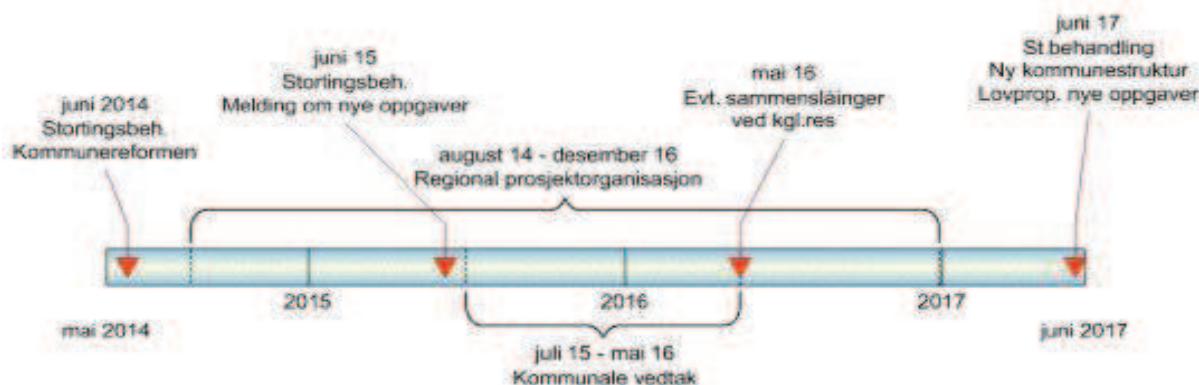 juni 2014
Stortingsbeh.
Kommunereformen
juni 15
Stortingsbeh.
Melding om nye oppgaver
august 14 - desember 16
Regional prosjektorganisasjon
mai 16
Evt. sammenslåinger
ved kgl.res
juni 17
St.behandling
Ny kommunestruktur
Lovprop. nye oppgaver
2015
2016
2017
mai 2014
juni 2017
juli 15 - mai 16
Kommunale vedtak